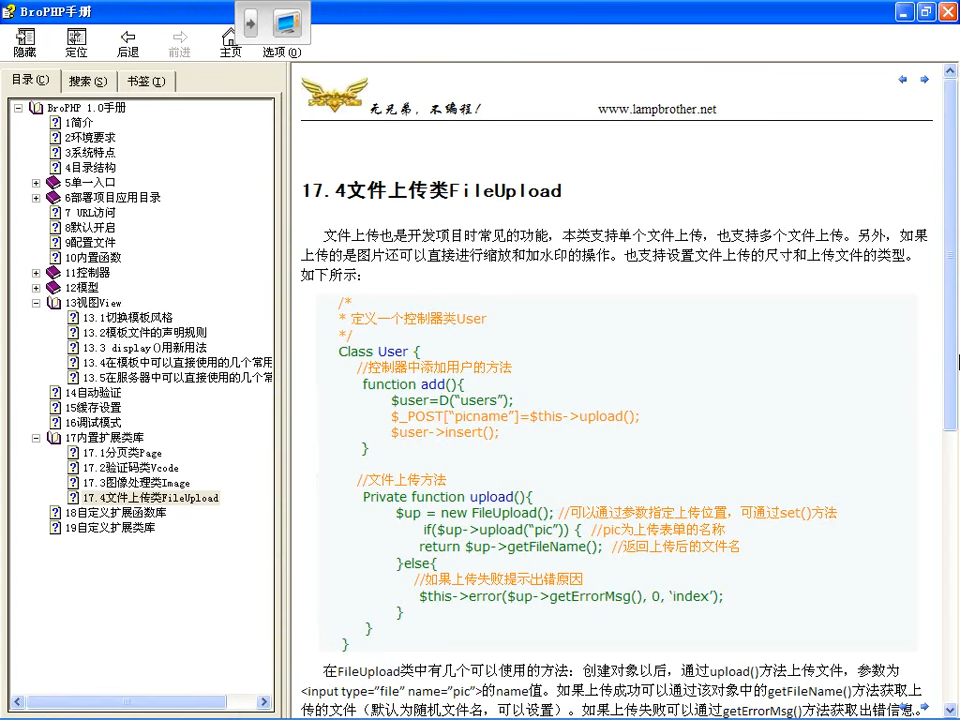 BroPHP手册
隐藏 定位 后退 前进 主页 选项(O)
目录(C) 搜索(S) 书签(I)
BroPHP 1.0手册
1简介
2环境要求
3系统特点
4目录结构
5单一入口
6部署项目应用目录
7 URL访问
8默认开启
9配置文件
10内置函数
11控制器
12模型
13视图View
13.1切换模板风格
13.2模板文件的声明规则
13.3 display()用新用法
13.4在模板中可以直接使用的几个常用
13.5在服务器中可以直接使用的几个常
14自动验证
15缓存设置
16调试模式
17内置扩展类库
17.1分页类Page
17.2验证码类Vcode
17.3图像处理类Image
17.4文件上传类FileUpload
18自定义扩展函数库
19自定义扩展类库
无兄弟，不编程！ www.lampbrother.net
17.4文件上传类FileUpload
文件上传也是开发项目时常见的功能，本类支持单个文件上传，也支持多个文件上传。另外，如果
上传的是图片还可以直接进行缩放和加水印的操作。也支持设置文件上传的尺寸和上传文件的类型。
如下所示：
/*
* 定义一个控制器类User
*/
Class User {
//控制器中添加用户的方法
function add(){
$user=D(“users”);
$_POST[“picname”]=$this->upload();
$user->insert();
}
//文件上传方法
Private function upload(){
$up = new FileUpload(); //可以通过参数指定上传位置，可通过set()方法
if($up->upload(“pic”)) { //pic为上传表单的名称
return $up->getFileName(); //返回上传后的文件名
}else{
//如果上传失败提示出错原因
$this->error($up->getErrorMsg(), 0, ‘index’);
}
}
}
在FileUpload类中有几个可以使用的方法：创建对象以后，通过upload()方法上传文件，参数为
<input type=”file” name=”pic”>的name值。如果上传成功可以通过该对象中的getFileName()方法获取上
传的文件（默认为随机文件名，可以设置）。如果上传失败可以通过getErrorMsg()方法获取出错信息。